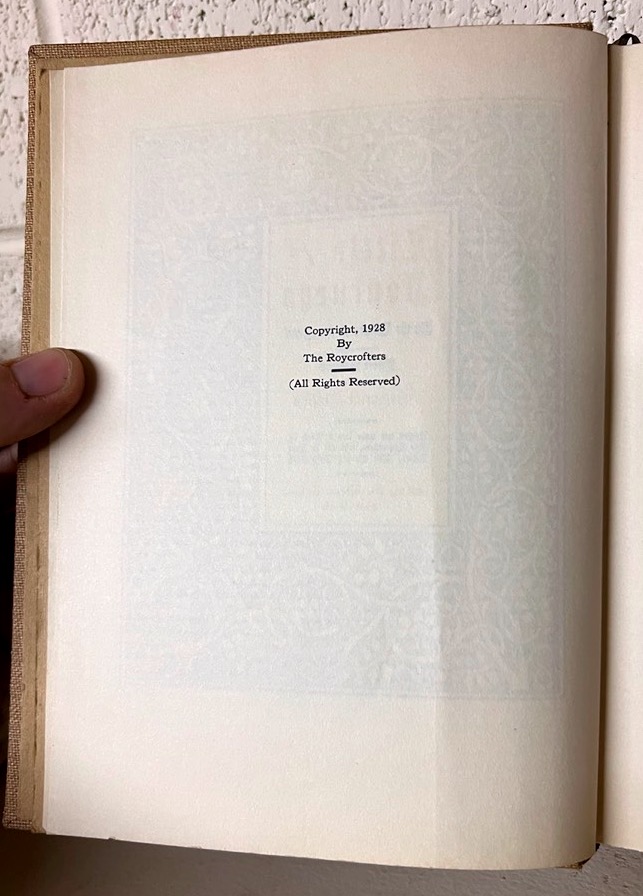 Copyright, 1928
By
The Roycrofters
(All Rights Reserved)